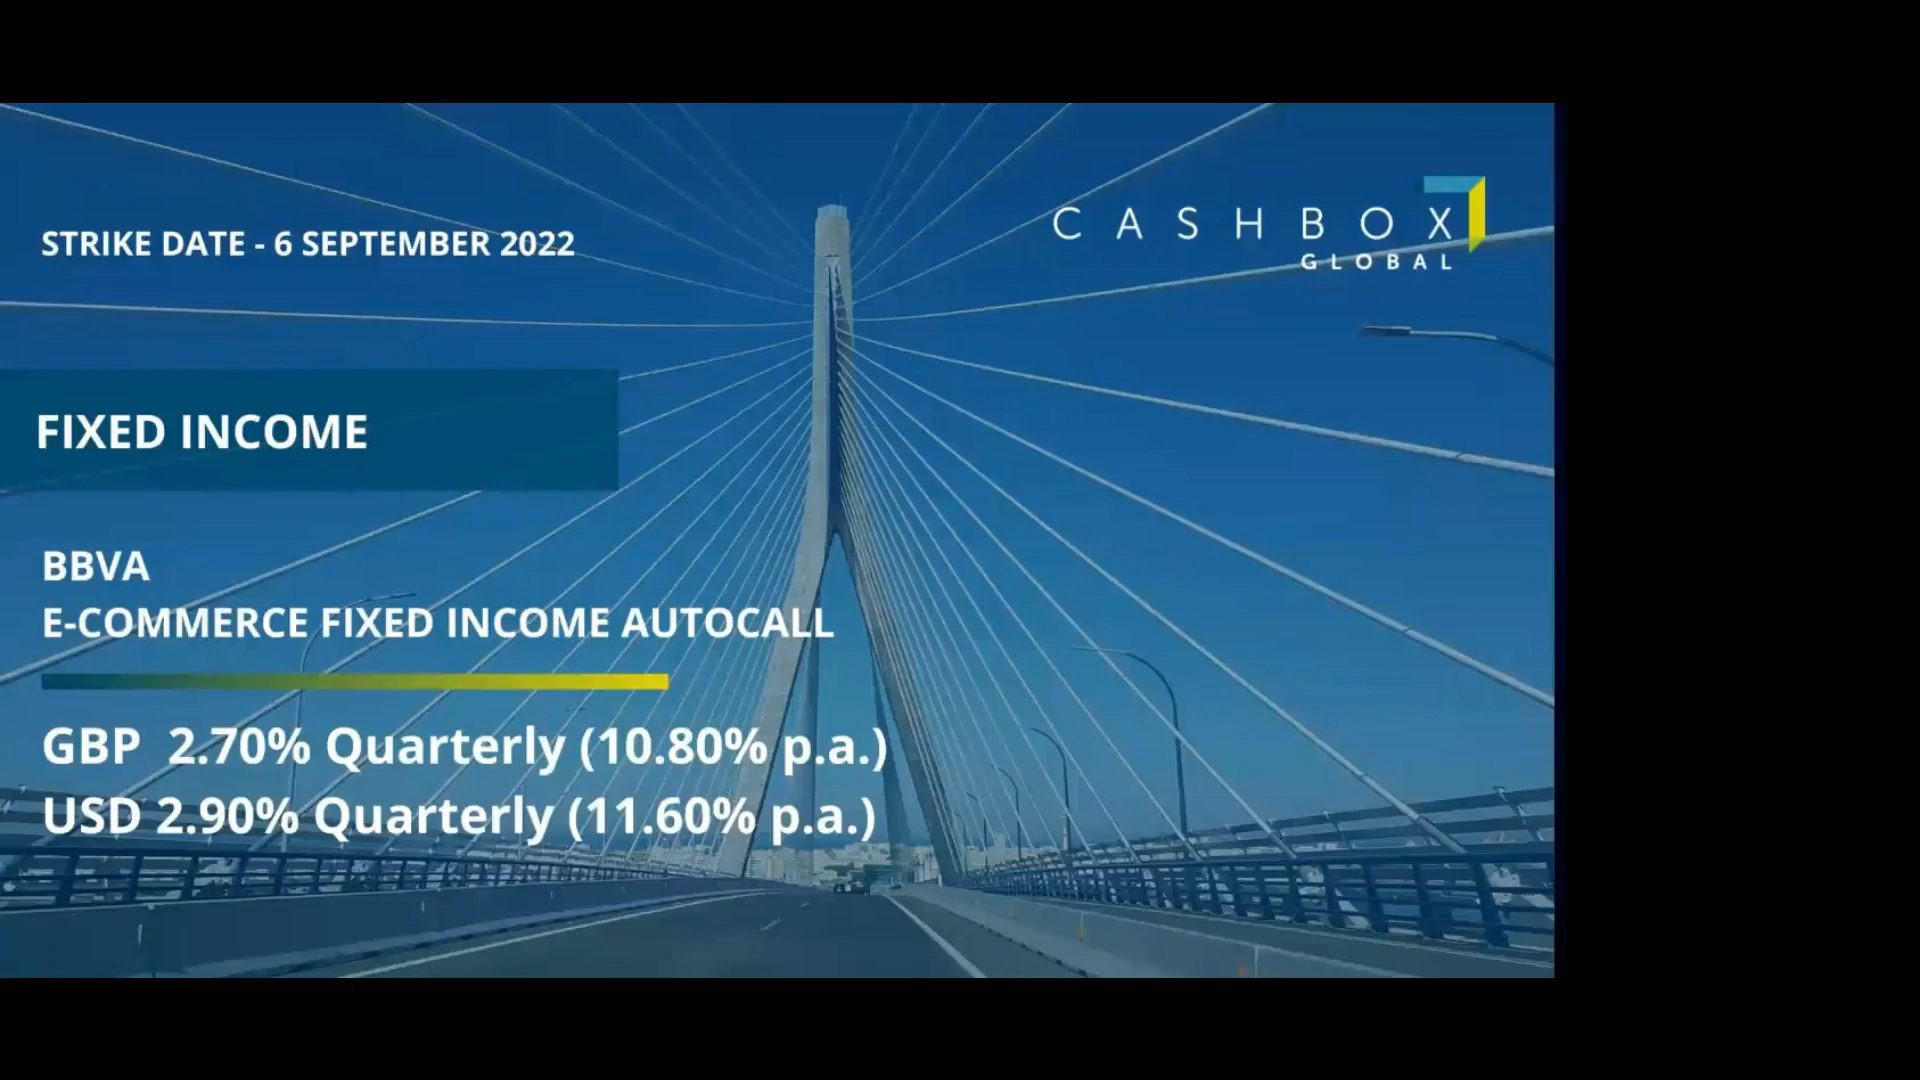 STRIKE DATE - 6 SEPTEMBER 2022
CASHBOX
GLOBAL
FIXED INCOME
BBVA
E-COMMERCE FIXED INCOME AUTOCALL
GBP 2.70% Quarterly (10.80% p.a.)
USD 2.90% Quarterly (11.60% p.a.)